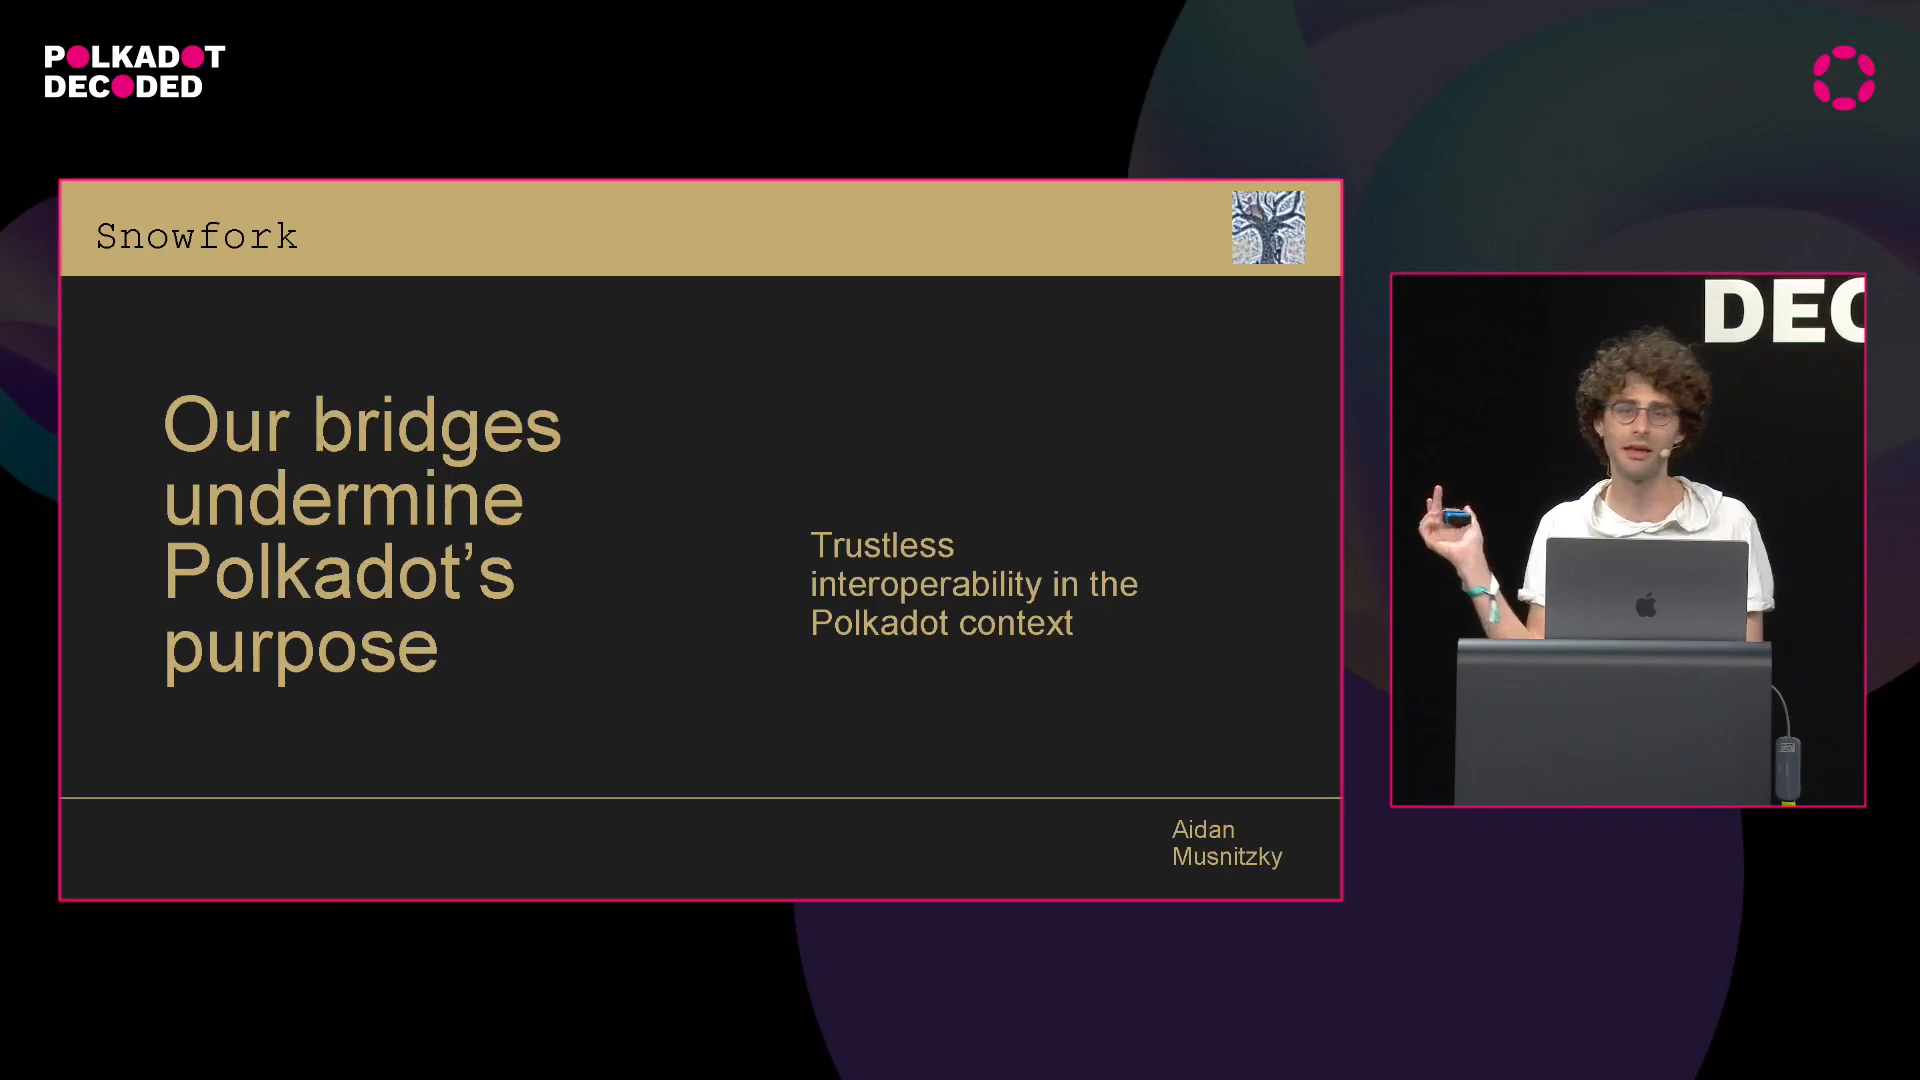 POLKADOT
DECODED
Snowfork
Our bridges
undermine
Polkadot’s
purpose
Trustless
interoperability in the
Polkadot context
Aidan
Musnitzky
DEC